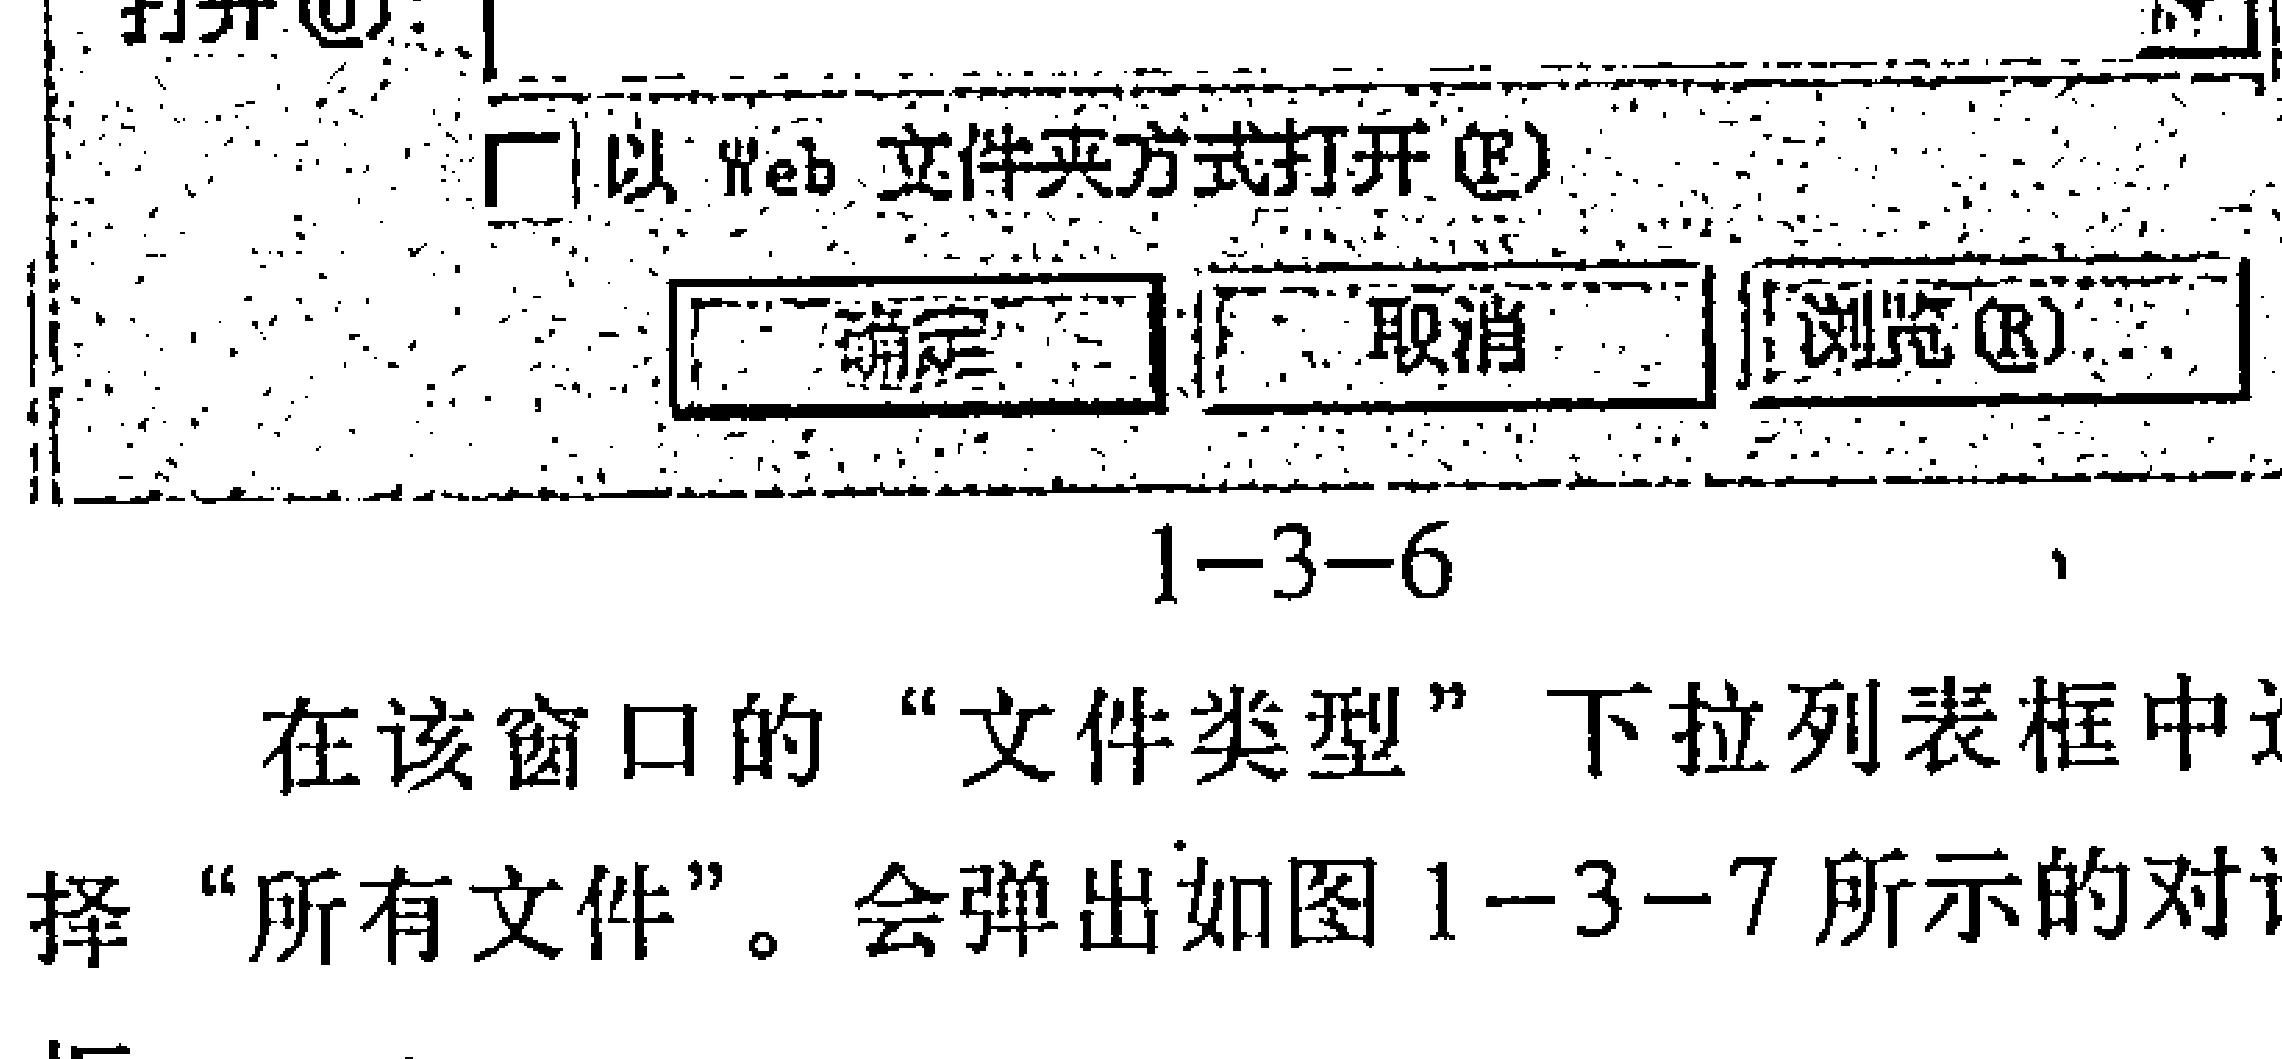 打开(O):
以 Web 文件夹方式打开(F)
确定 取消 浏览(R)...
1-3-6
在该窗口的“文件类型”下拉列表框中
择“所有文件”。会弹出如图1-3-7所示的对